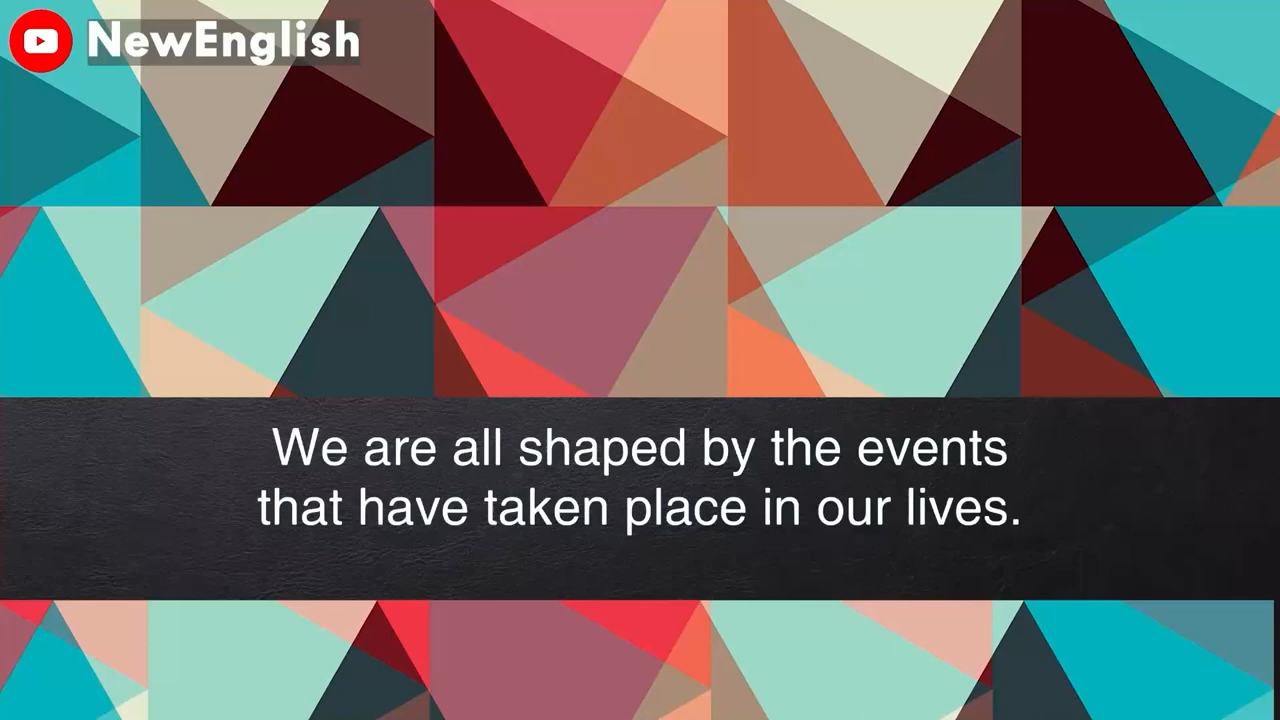 NewEnglish
We are all shaped by the events
that have taken place in our lives.